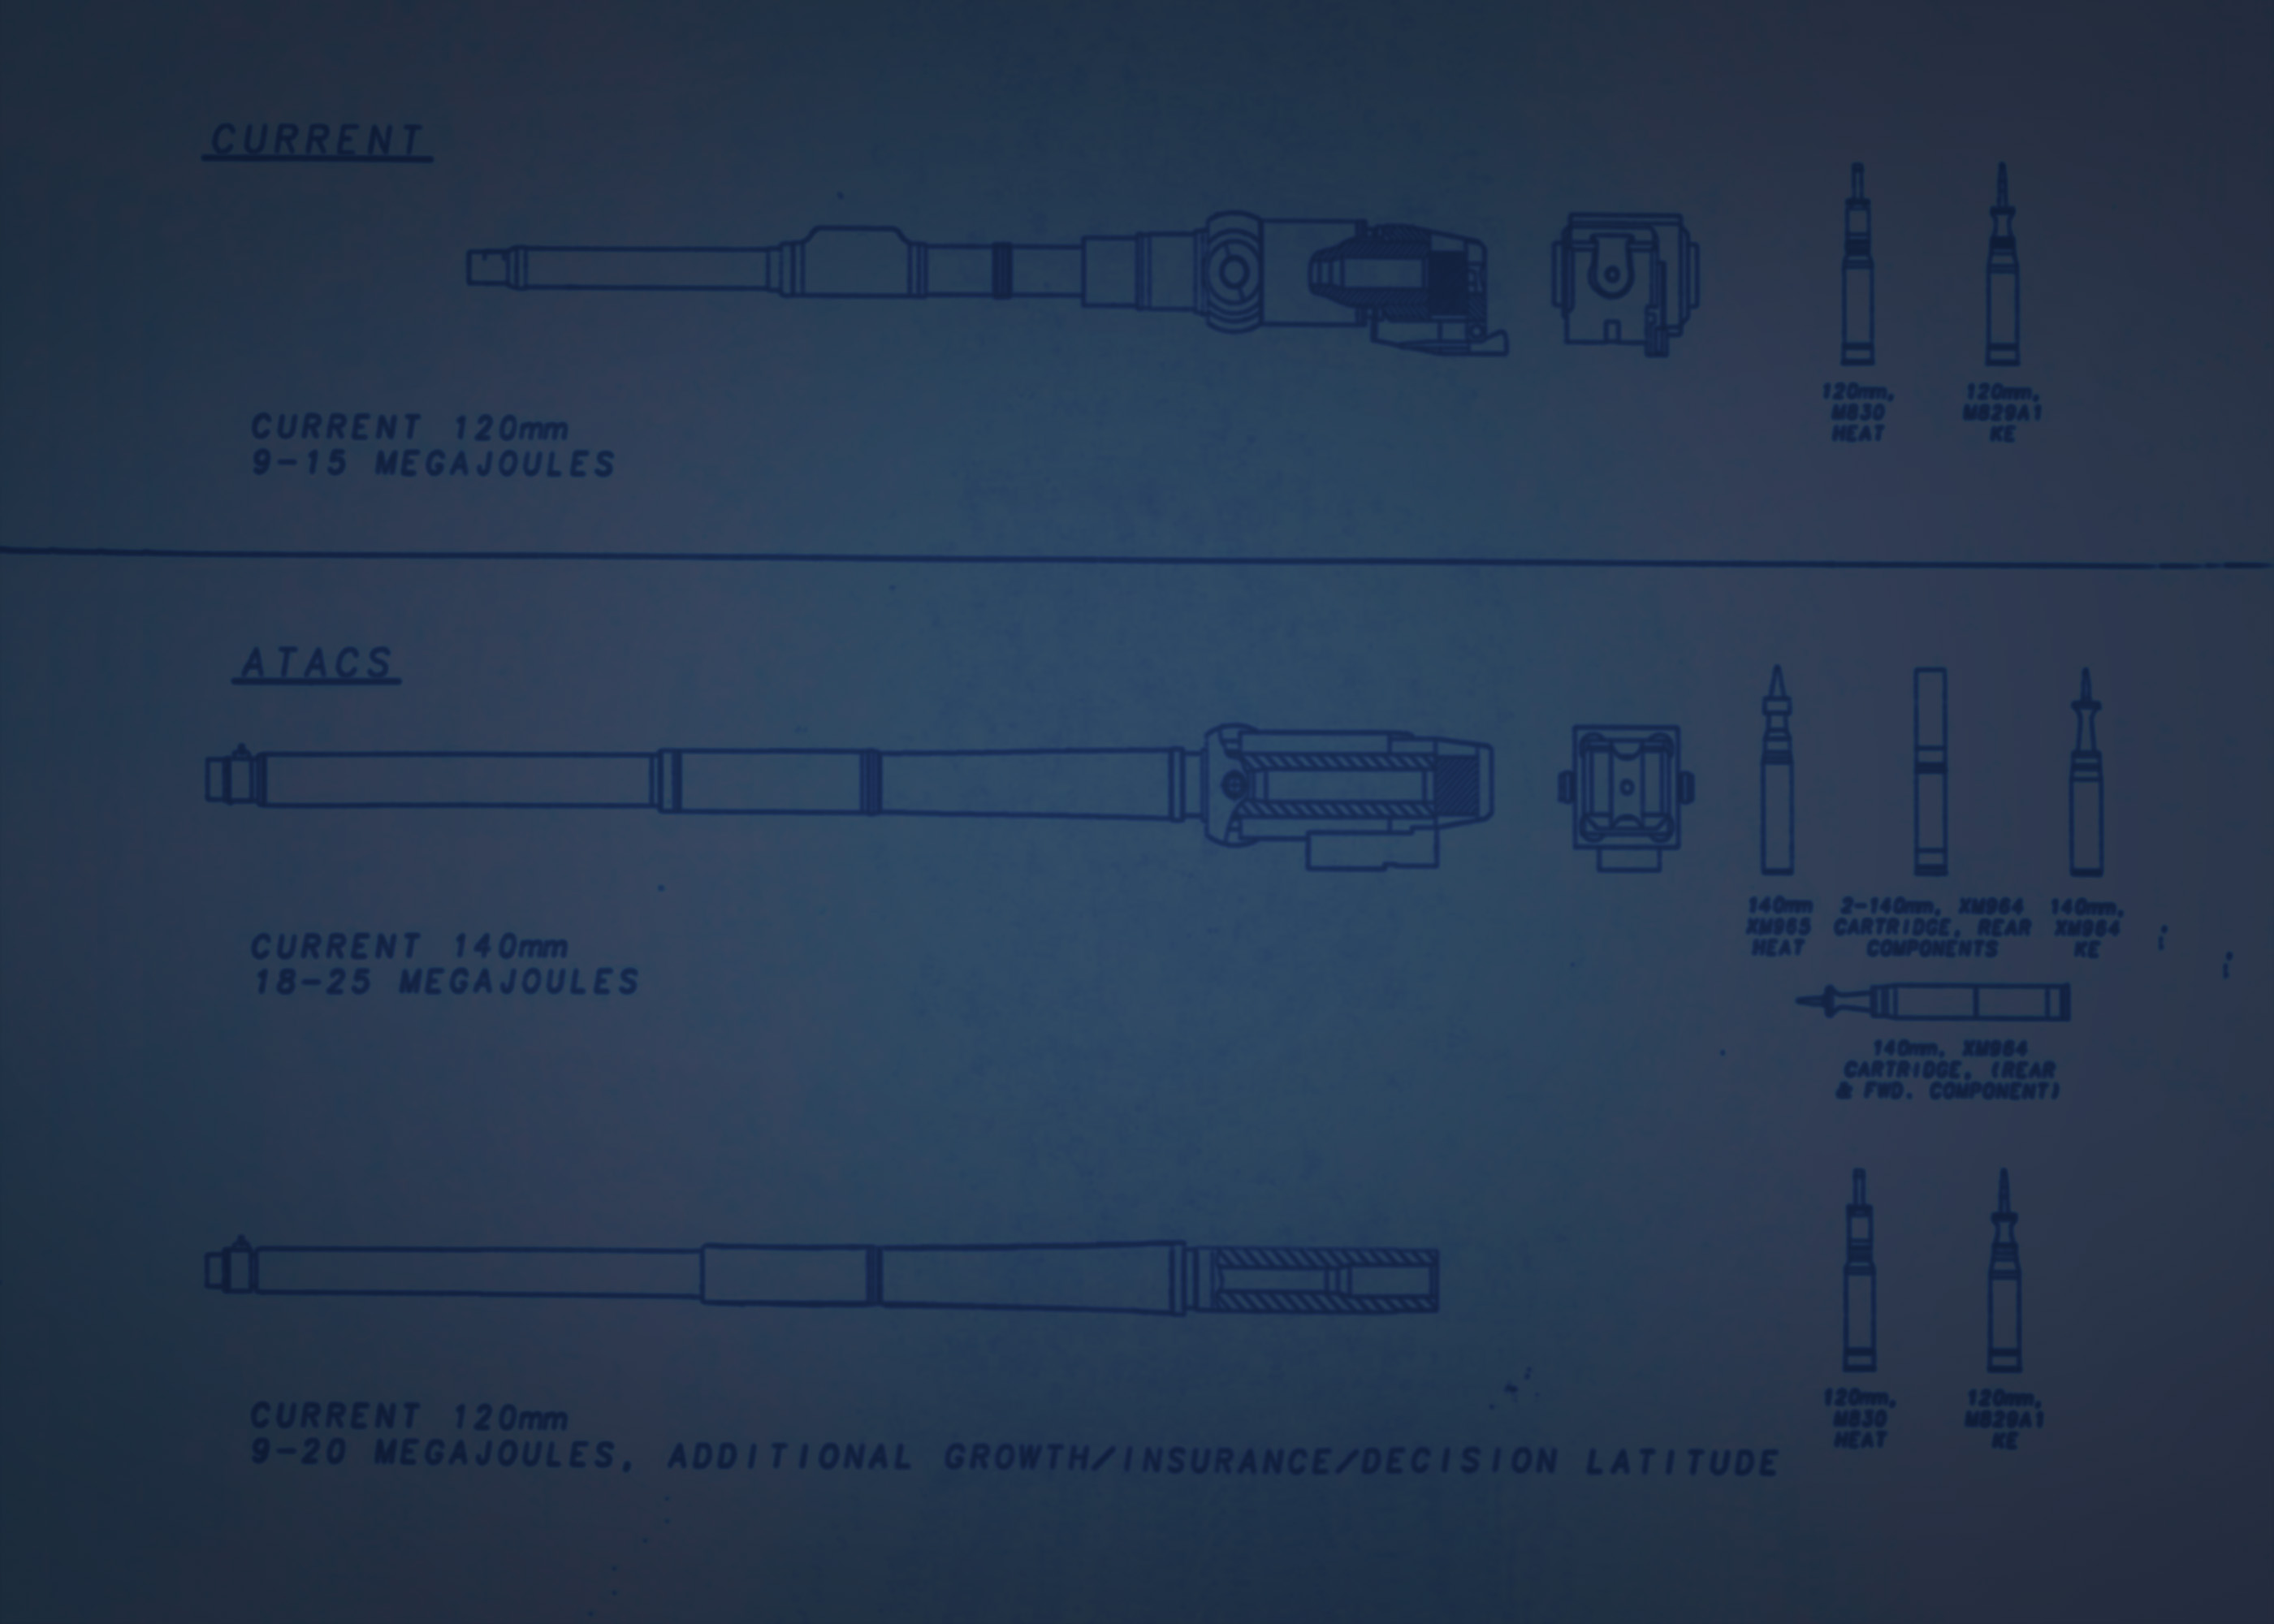 CURRENT
120mm,
M830
HEAT
120mm,
M829A1
KE
CURRENT 120mm
9-15 MEGAJOULES
ATACS
140mm
XM965
HEAT
2-140mm, XM964
CARTRIDGE, REAR
COMPONENTS
140mm,
XM964
KE
CURRENT 140mm
18-25 MEGAJOULES
140mm, XM964
CARTRIDGE, (REAR
& FWD. COMPONENT)
120mm,
M830
HEAT
120mm,
M829A1
KE
CURRENT 120mm
9-20 MEGAJOULES, ADDITIONAL GROWTH/INSURANCE/DECISION LATITUDE